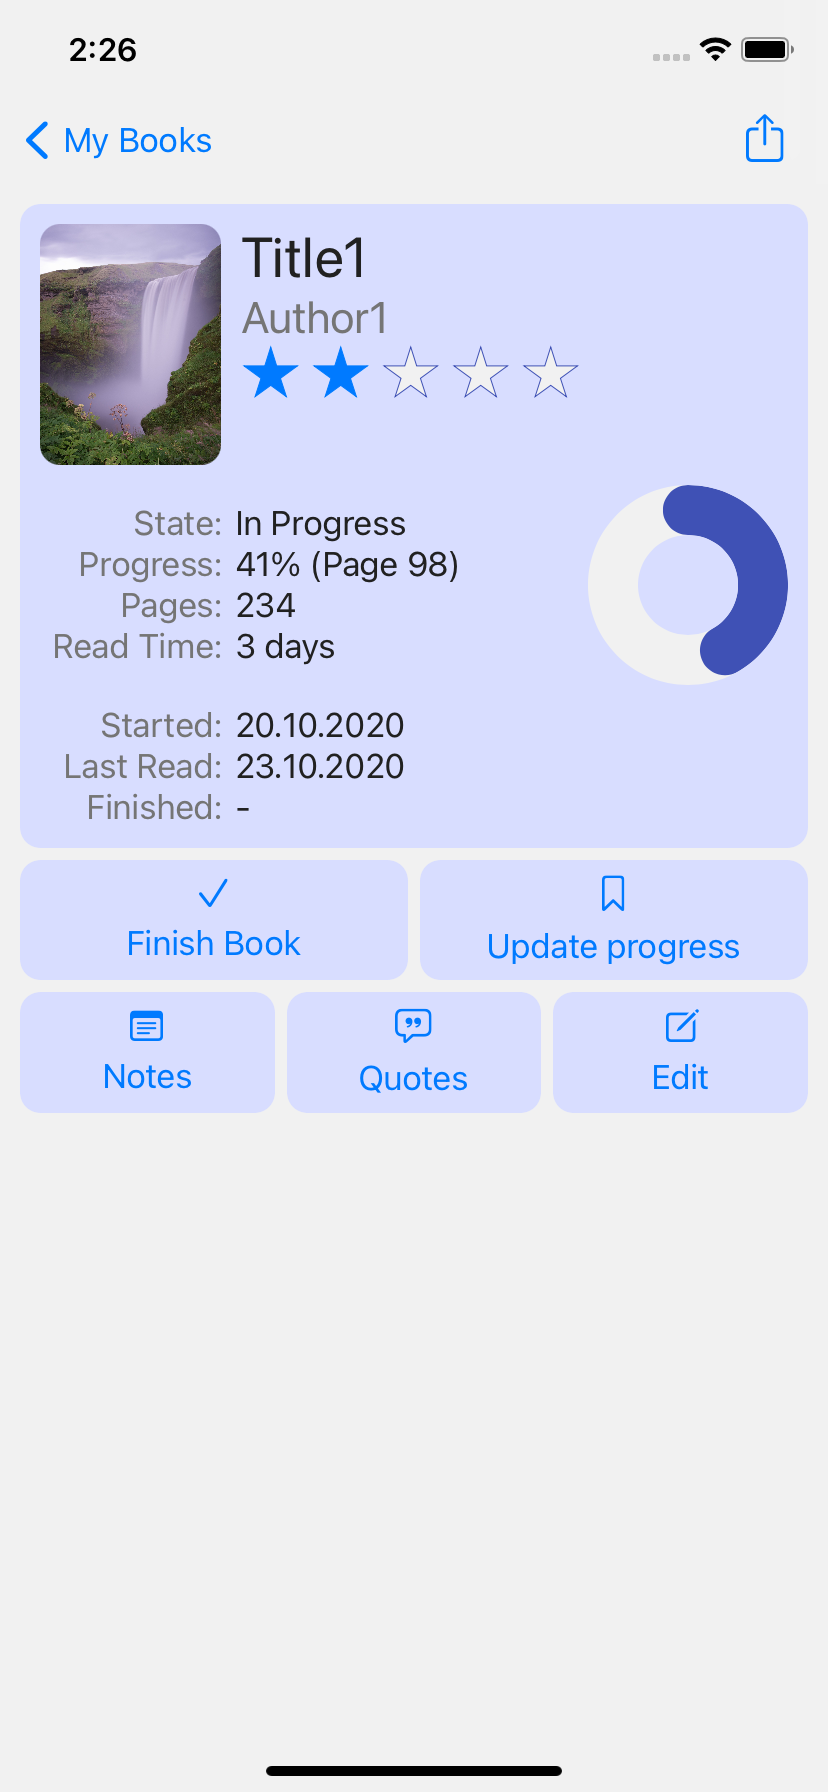 2:26
My Books
Title1
Author1
State: In Progress
Progress: 41% (Page 98)
Pages: 234
Read Time: 3 days
Started: 20.10.2020
Last Read: 23.10.2020
Finished: -
Finish Book
Update progress
Notes
Quotes
Edit